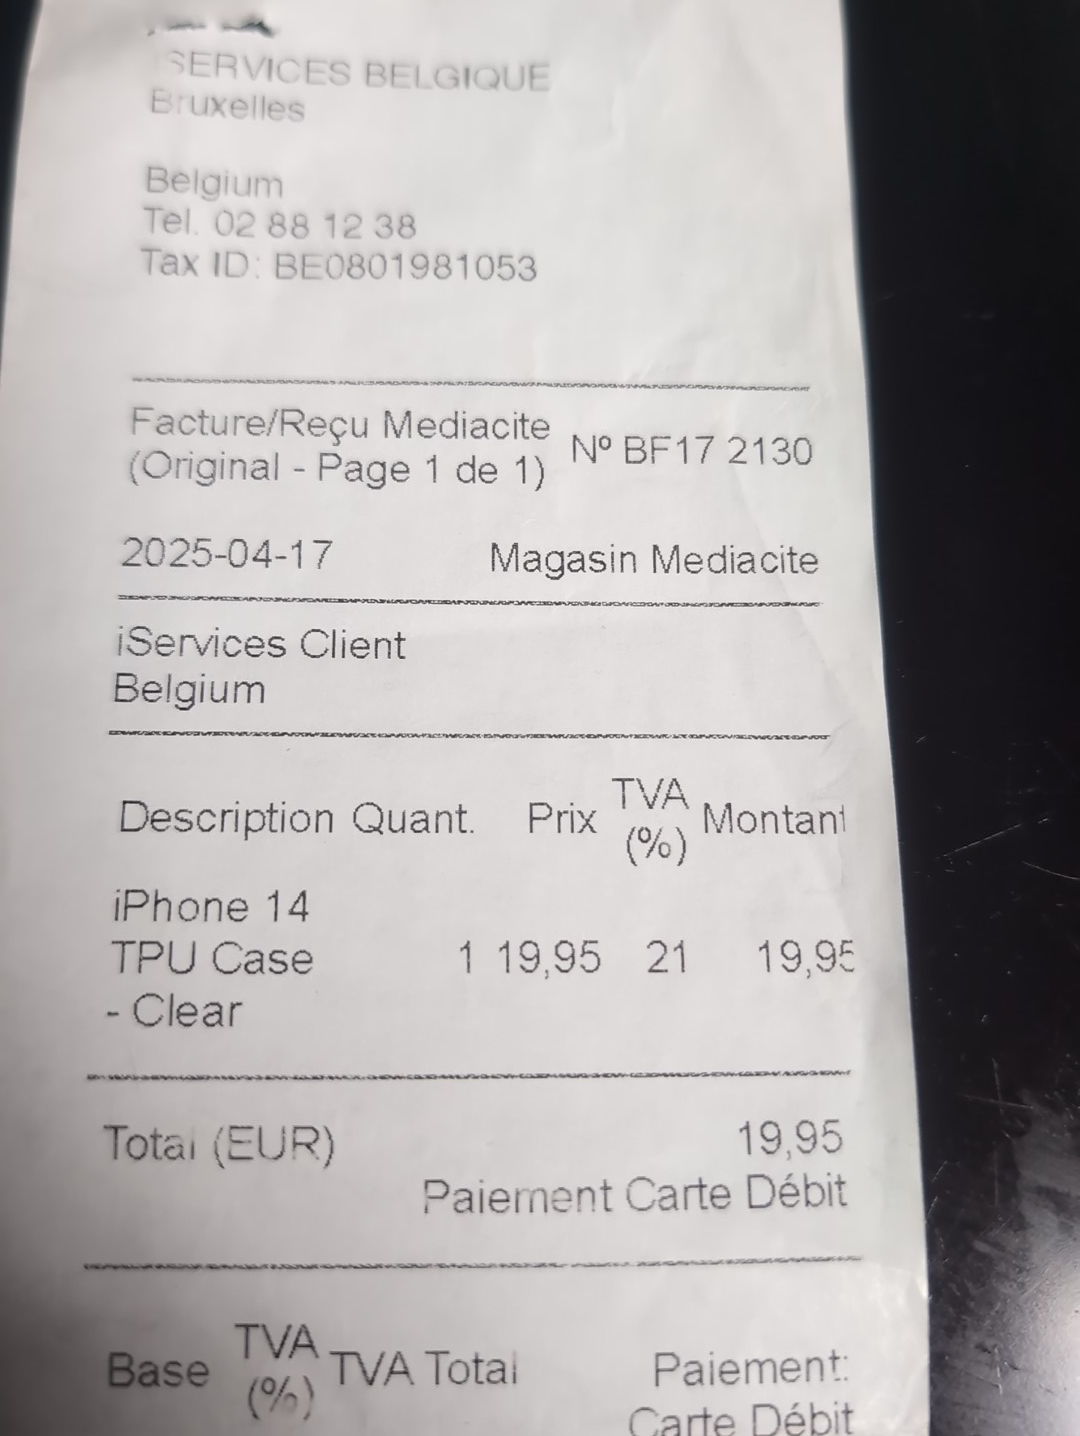 SERVICES BELGIQUE
Bruxelles
Belgium
Tel. 02 88 12 38
Tax ID: BE0801981053
Facture/Reçu Mediacite
(Original - Page 1 de 1) Nº BF17 2130
2025-04-17 Magasin Mediacite
iServices Client
Belgium
Description Quant. Prix TVA (%) Montant
iPhone 14
TPU Case 1 19,95 21 19,95
- Clear
Total (EUR) 19,95
Paiement Carte Débit
Base TVA (%) TVA Total Paiement:
Carte Débit